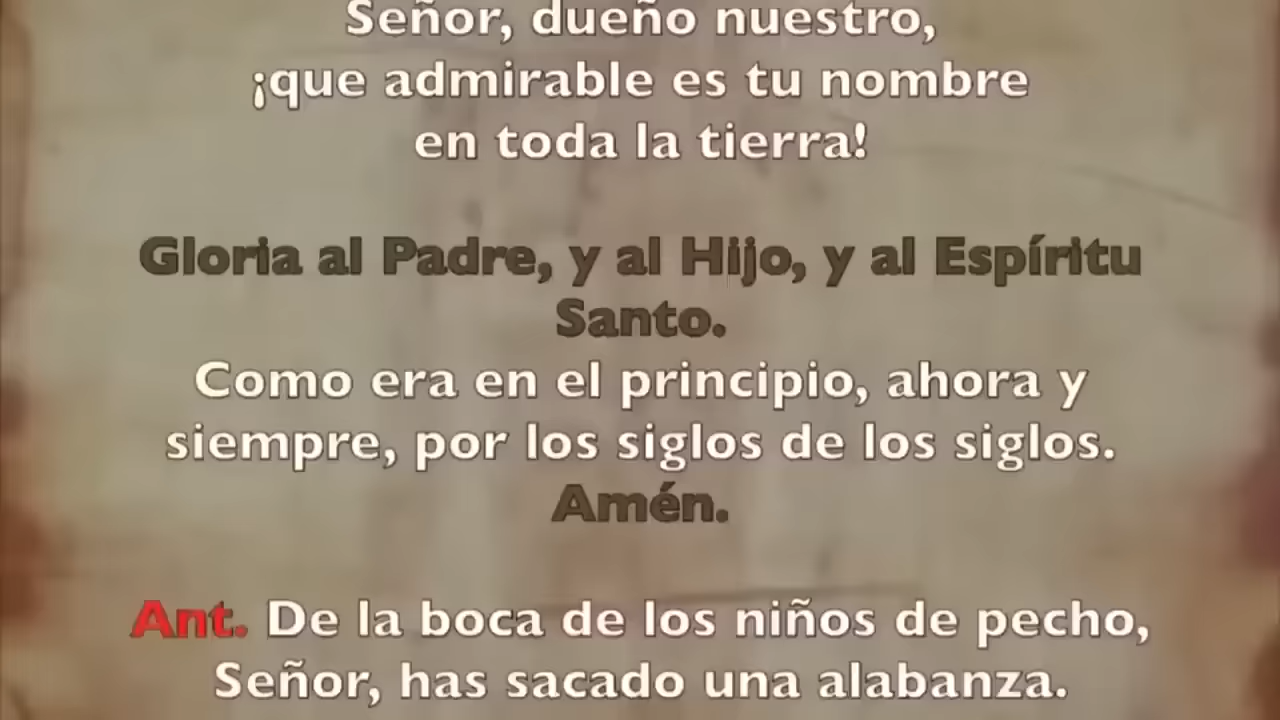 Señor, dueño nuestro,
¡que admirable es tu nombre
en toda la tierra!
Gloria al Padre, y al Hijo, y al Espíritu
Santo.
Como era en el principio, ahora y
siempre, por los siglos de los siglos.
Amén.
Ant. De la boca de los niños de pecho,
Señor, has sacado una alabanza.